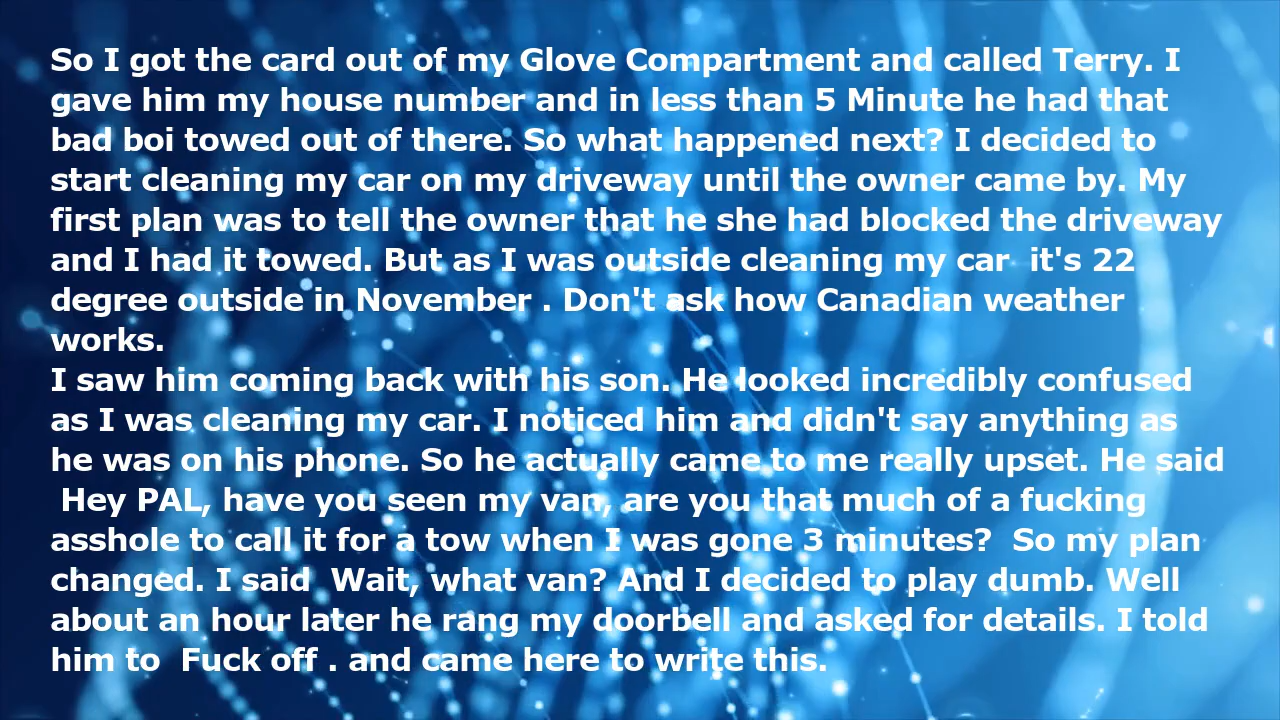 So I got the card out of my Glove Compartment and called Terry. I
gave him my house number and in less than 5 Minute he had that
bad boi towed out of there. So what happened next? I decided to
start cleaning my car on my driveway until the owner came by. My
first plan was to tell the owner that he she had blocked the driveway
and I had it towed. But as I was outside cleaning my car  it's 22
degree outside in November . Don't ask how Canadian weather
works.
I saw him coming back with his son. He looked incredibly confused
as I was cleaning my car. I noticed him and didn't say anything as
he was on his phone. So he actually came to me really upset. He said
 Hey PAL, have you seen my van, are you that much of a fucking
asshole to call it for a tow when I was gone 3 minutes?  So my plan
changed. I said  Wait, what van? And I decided to play dumb. Well
about an hour later he rang my doorbell and asked for details. I told
him to  Fuck off . and came here to write this.